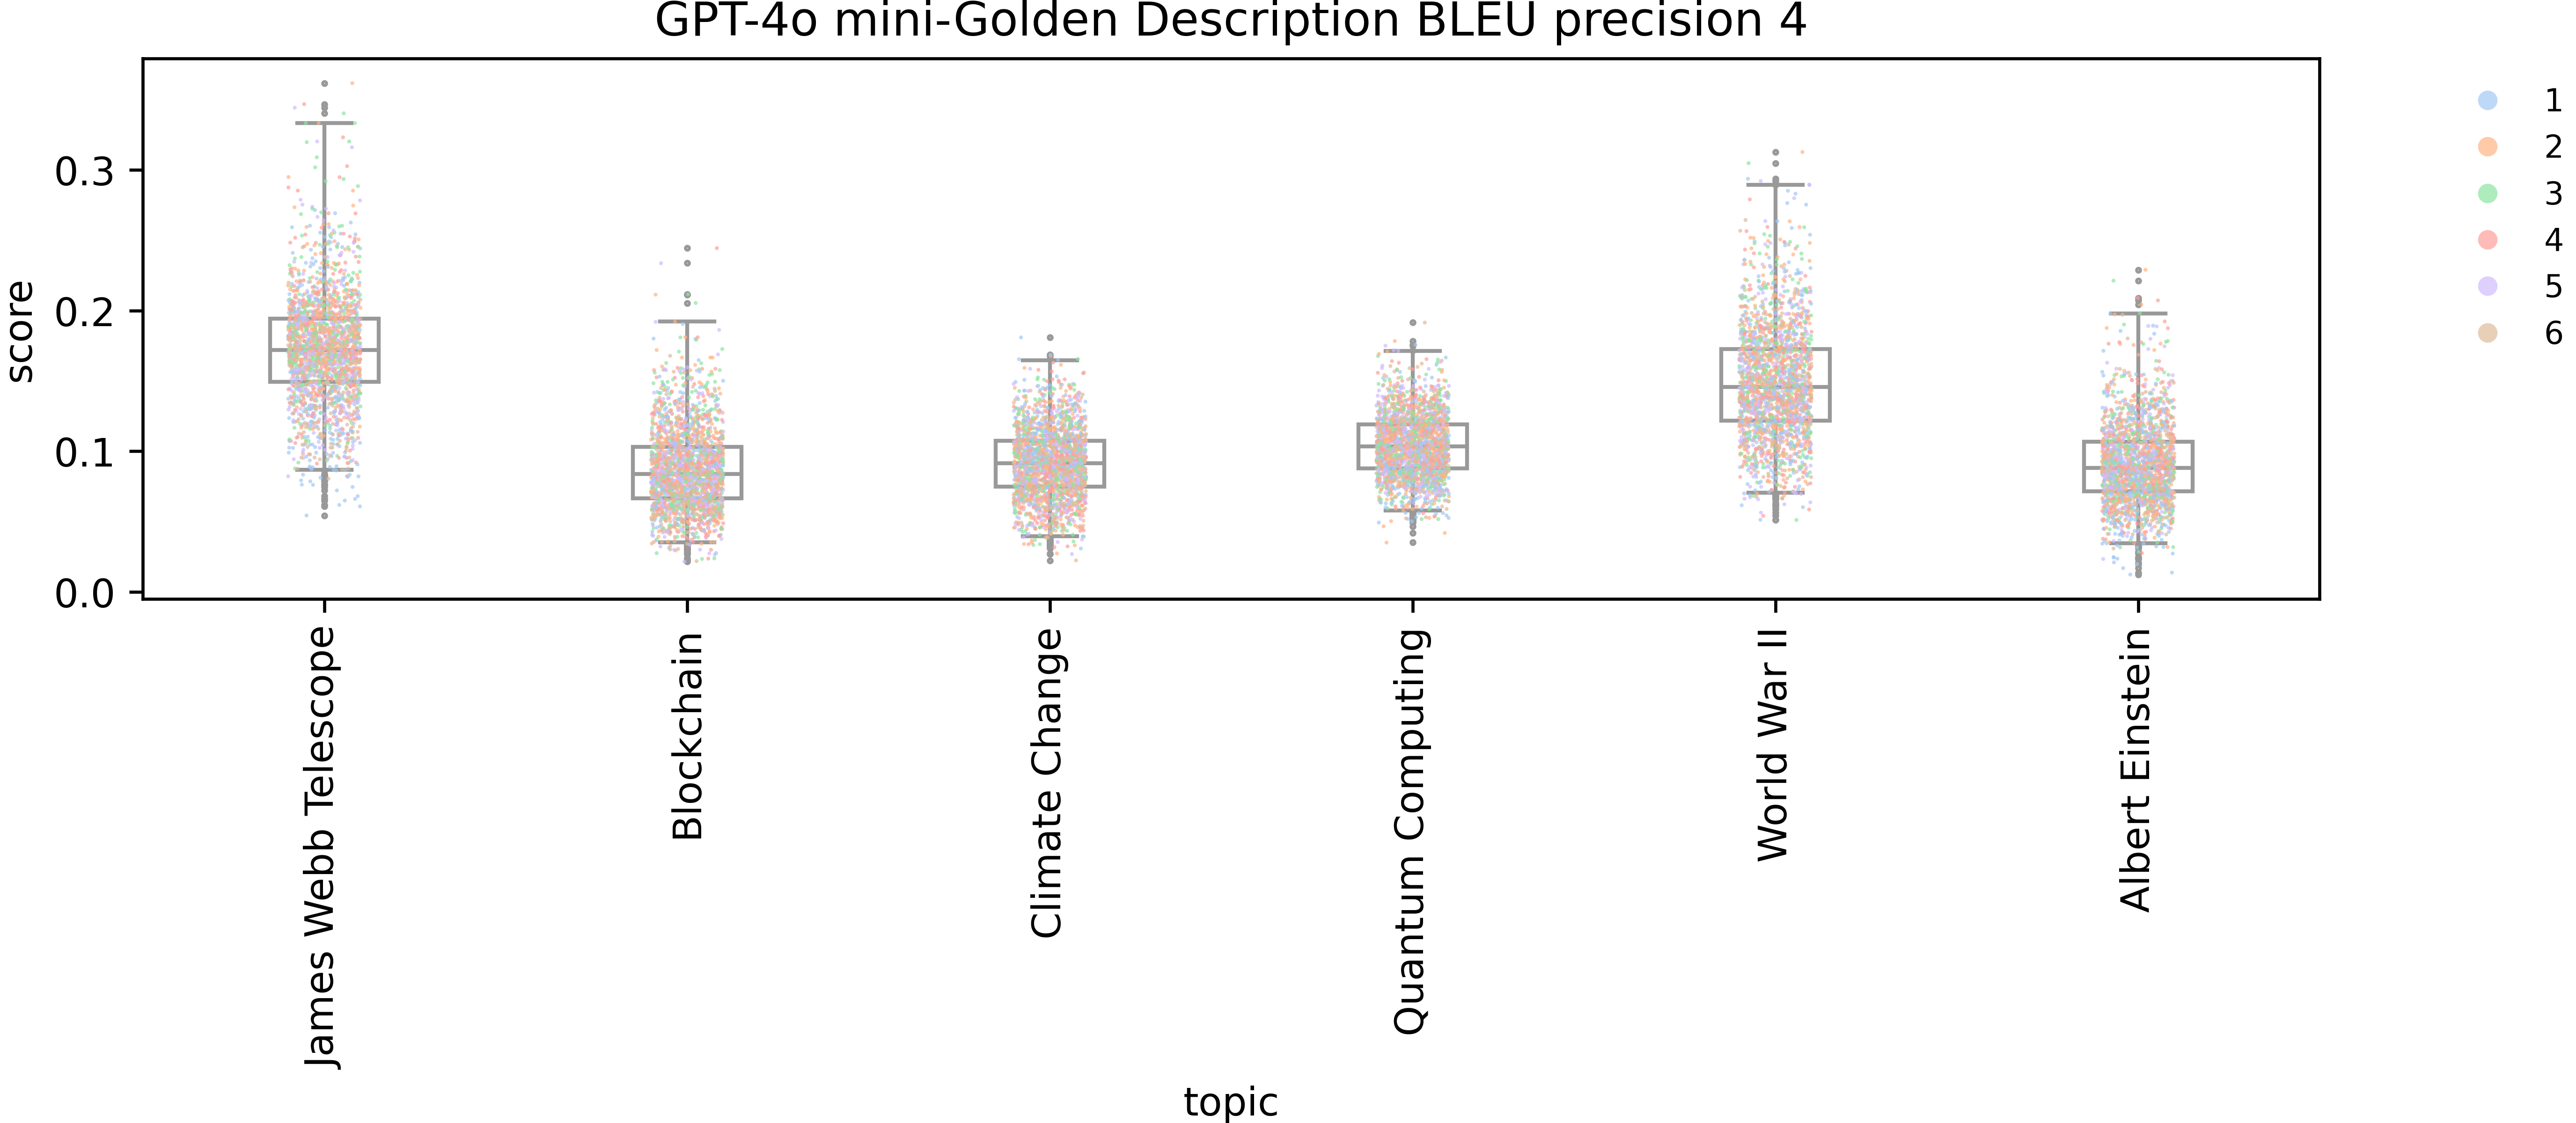 GPT-4o mini-Golden Description BLEU precision 4
score
0.3
0.2
0.1
0.0
James Webb Telescope
Blockchain
Climate Change
Quantum Computing
World War II
Albert Einstein
topic
1
2
3
4
5
6